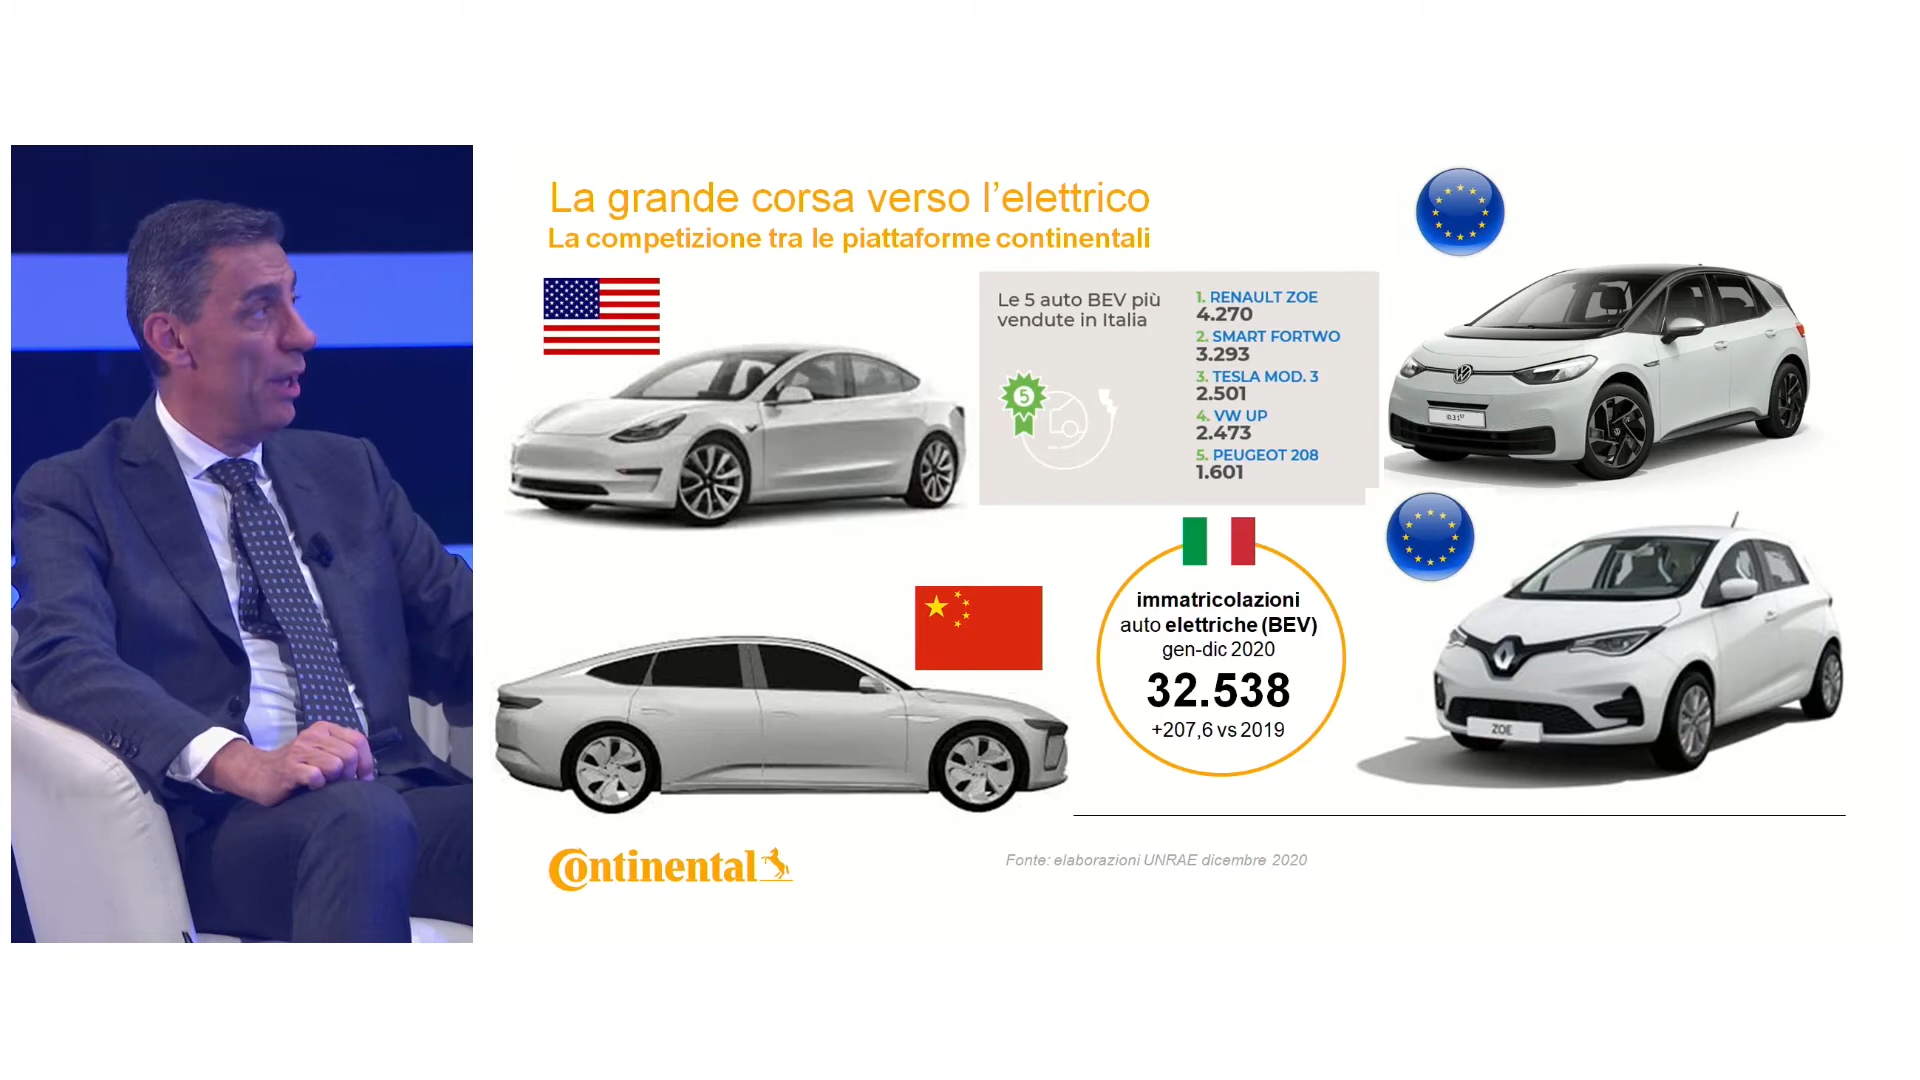 La grande corsa verso l’elettrico
La competizione tra le piattaforme continentali
Le 5 auto BEV più
vendute in Italia
5
1. RENAULT ZOE
4.270
2. SMART FORTWO
3.293
3. TESLA MOD. 3
2.501
4. VW UP
2.473
5. PEUGEOT 208
1.601
immatricolazioni
auto elettriche (BEV)
gen-dic 2020
32.538
+207,6 vs 2019
ZOE
Continental
Fonte: elaborazioni UNRAE dicembre 2020